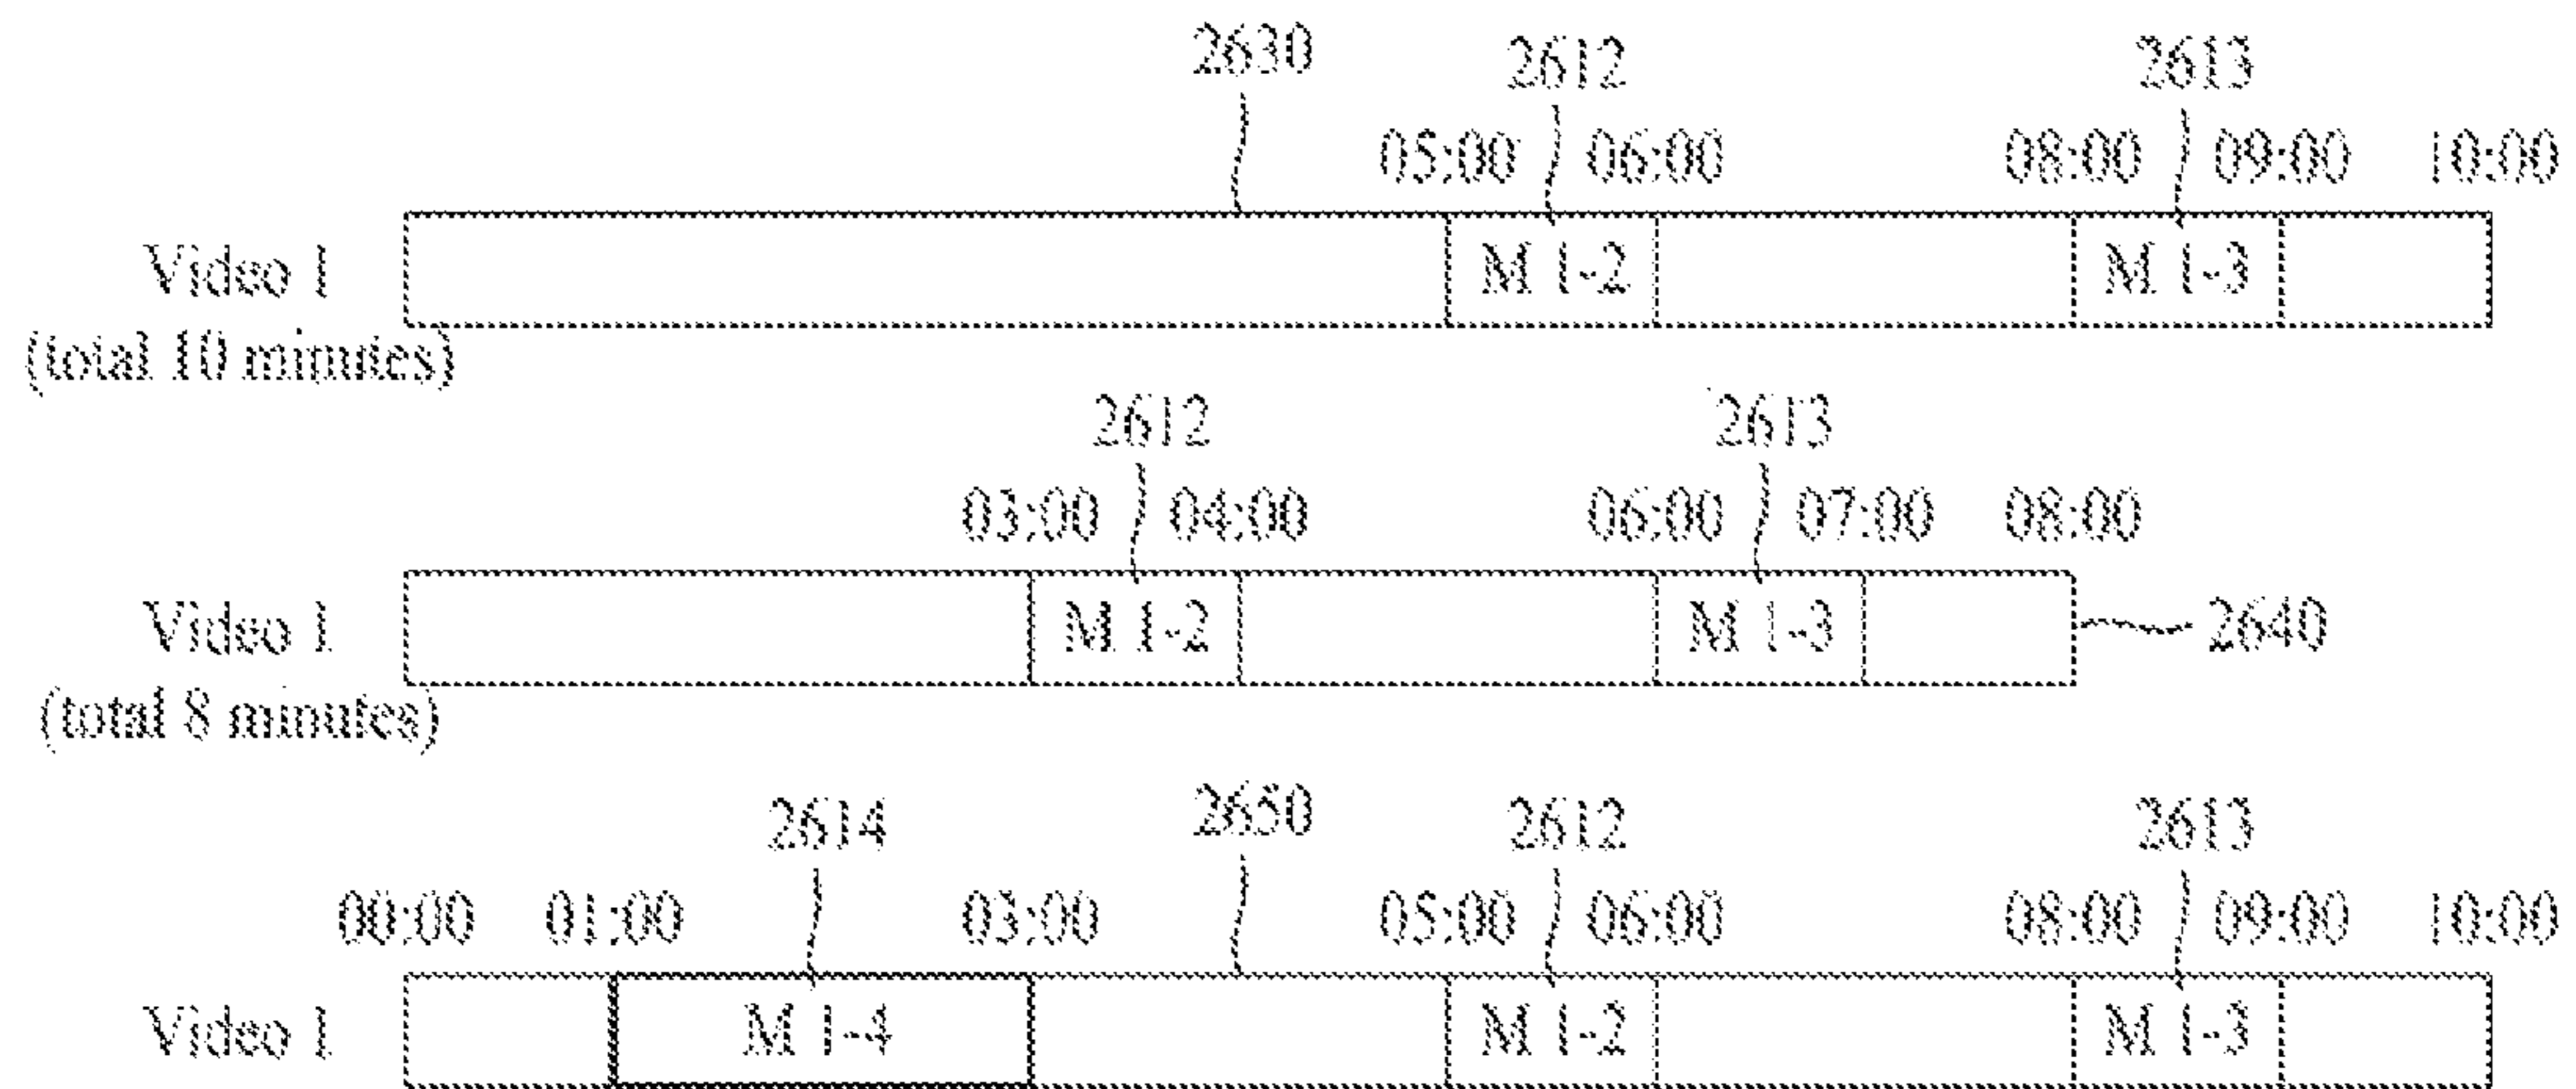 2630 2612 2613
05:00 06:00 08:00 09:00 10:00
Video 1 M 1-2 M 1-3
(total 10 minutes)
2612 2613
03:00 04:00 06:00 07:00 08:00
Video 1 M 1-2 M 1-3 2640
(total 8 minutes)
2614 2650 2612 2613
00:00 01:00 03:00 05:00 06:00 08:00 09:00 10:00
Video 1 M 1-4 M 1-2 M 1-3